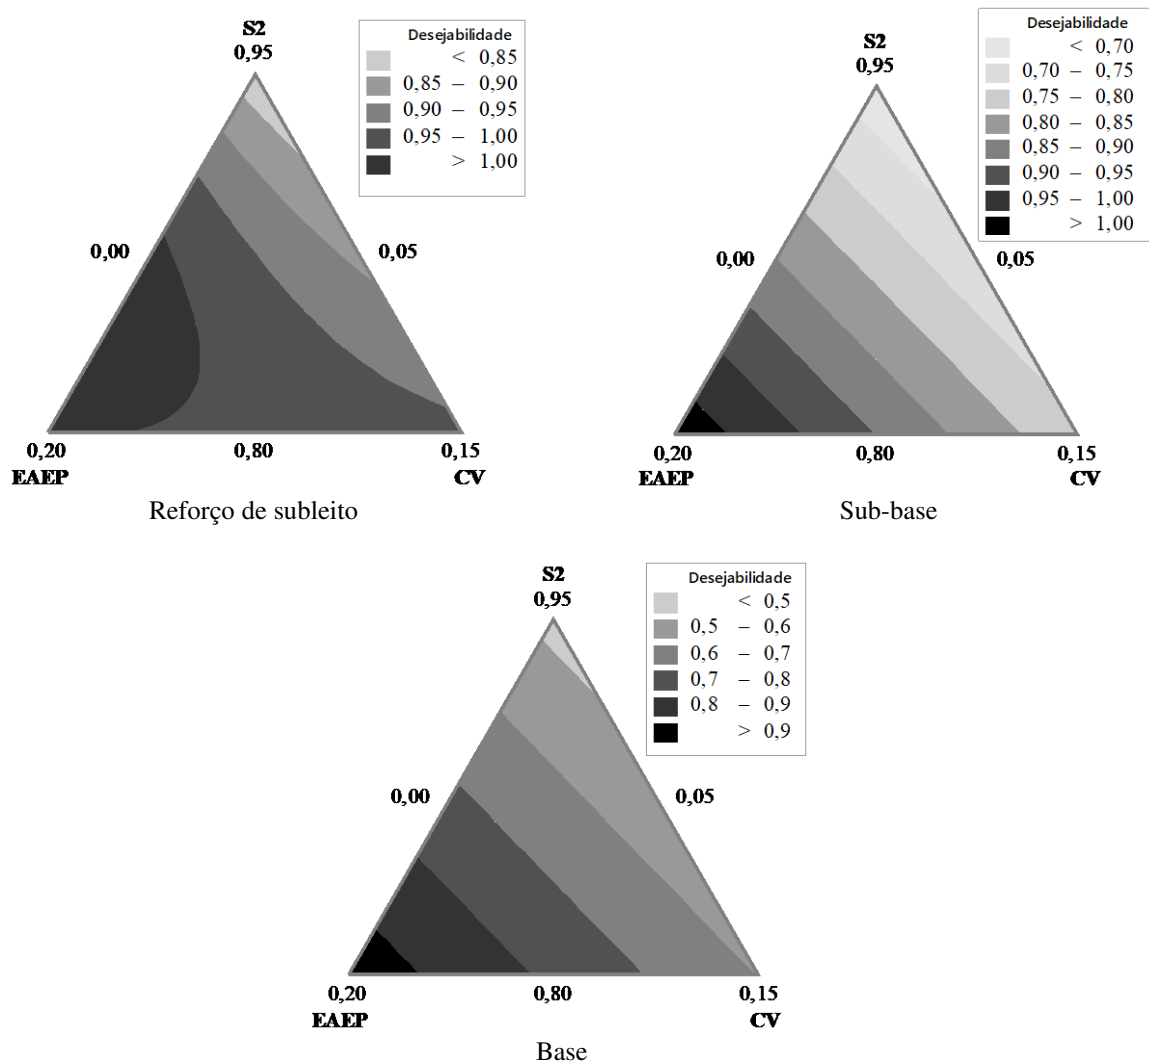 S2
0,95
Desejabilidade
< 0,85
0,85 – 0,90
0,90 – 0,95
0,95 – 1,00
> 1,00
0,00
0,05
0,20
0,80
0,15
EAEP
CV
Reforço de subleito
S2
0,95
Desejabilidade
< 0,70
0,70 – 0,75
0,75 – 0,80
0,80 – 0,85
0,85 – 0,90
0,90 – 0,95
0,95 – 1,00
> 1,00
0,00
0,05
0,20
0,80
0,15
EAEP
CV
Sub-base
S2
0,95
Desejabilidade
< 0,5
0,5 – 0,6
0,6 – 0,7
0,7 – 0,8
0,8 – 0,9
> 0,9
0,00
0,05
0,20
0,80
0,15
EAEP
CV
Base